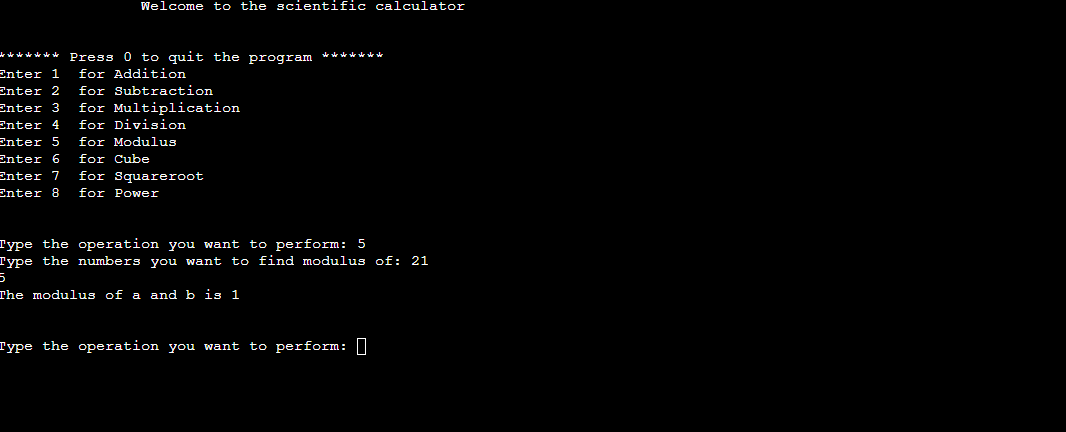 Welcome to the scientific calculator
******* Press 0 to quit the program *******
Enter 1 for Addition
Enter 2 for Subtraction
Enter 3 for Multiplication
Enter 4 for Division
Enter 5 for Modulus
Enter 6 for Cube
Enter 7 for Squareroot
Enter 8 for Power
Type the operation you want to perform: 5
Type the numbers you want to find modulus of: 21
5
The modulus of a and b is 1
Type the operation you want to perform: